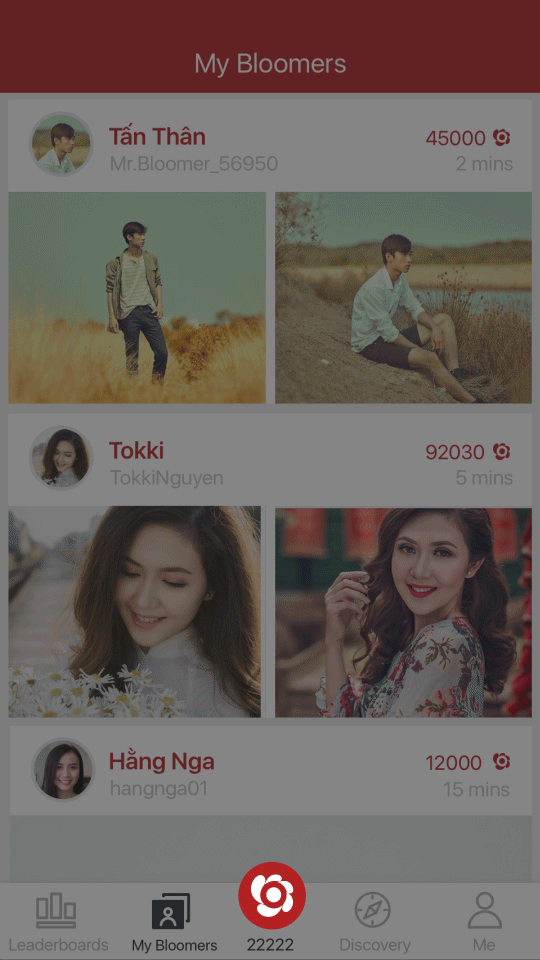 My Bloomers
Tấn Thân
45000
Mr.Bloomer_56950
2 mins
Tokki
92030
TokkiNguyen
5 mins
Hằng Nga
12000
hangnga01
15 mins
Leaderboards
My Bloomers
22222
Discovery
Me